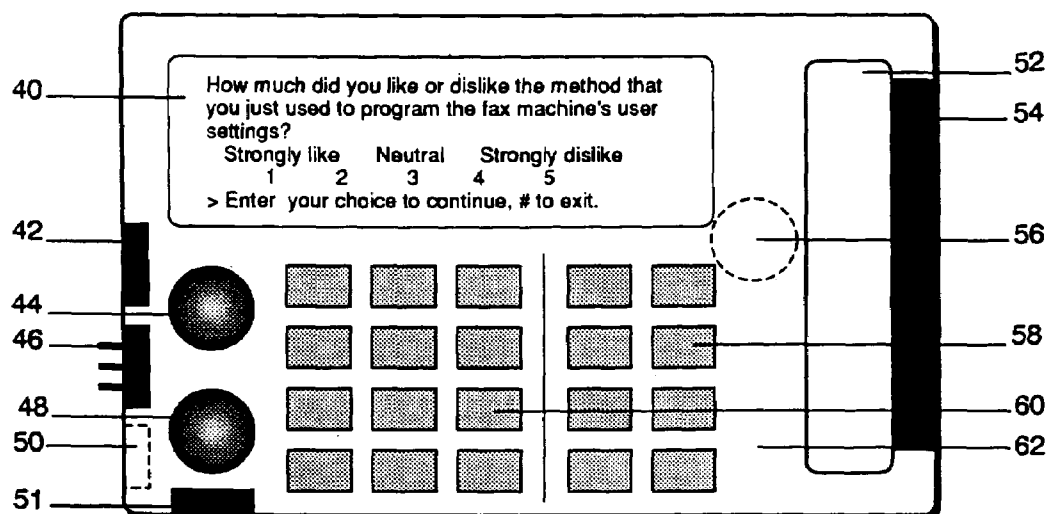 How much did you like or dislike the method that
you just used to program the fax machine's user
settings?
Strongly like Neutral Strongly dislike
1 2 3 4 5
> Enter your choice to continue, # to exit.
40
42
44
46
48
50
51
52
54
56
58
60
62